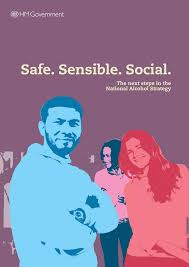 HM Government
Safe. Sensible. Social.
The next steps in the
National Alcohol Strategy